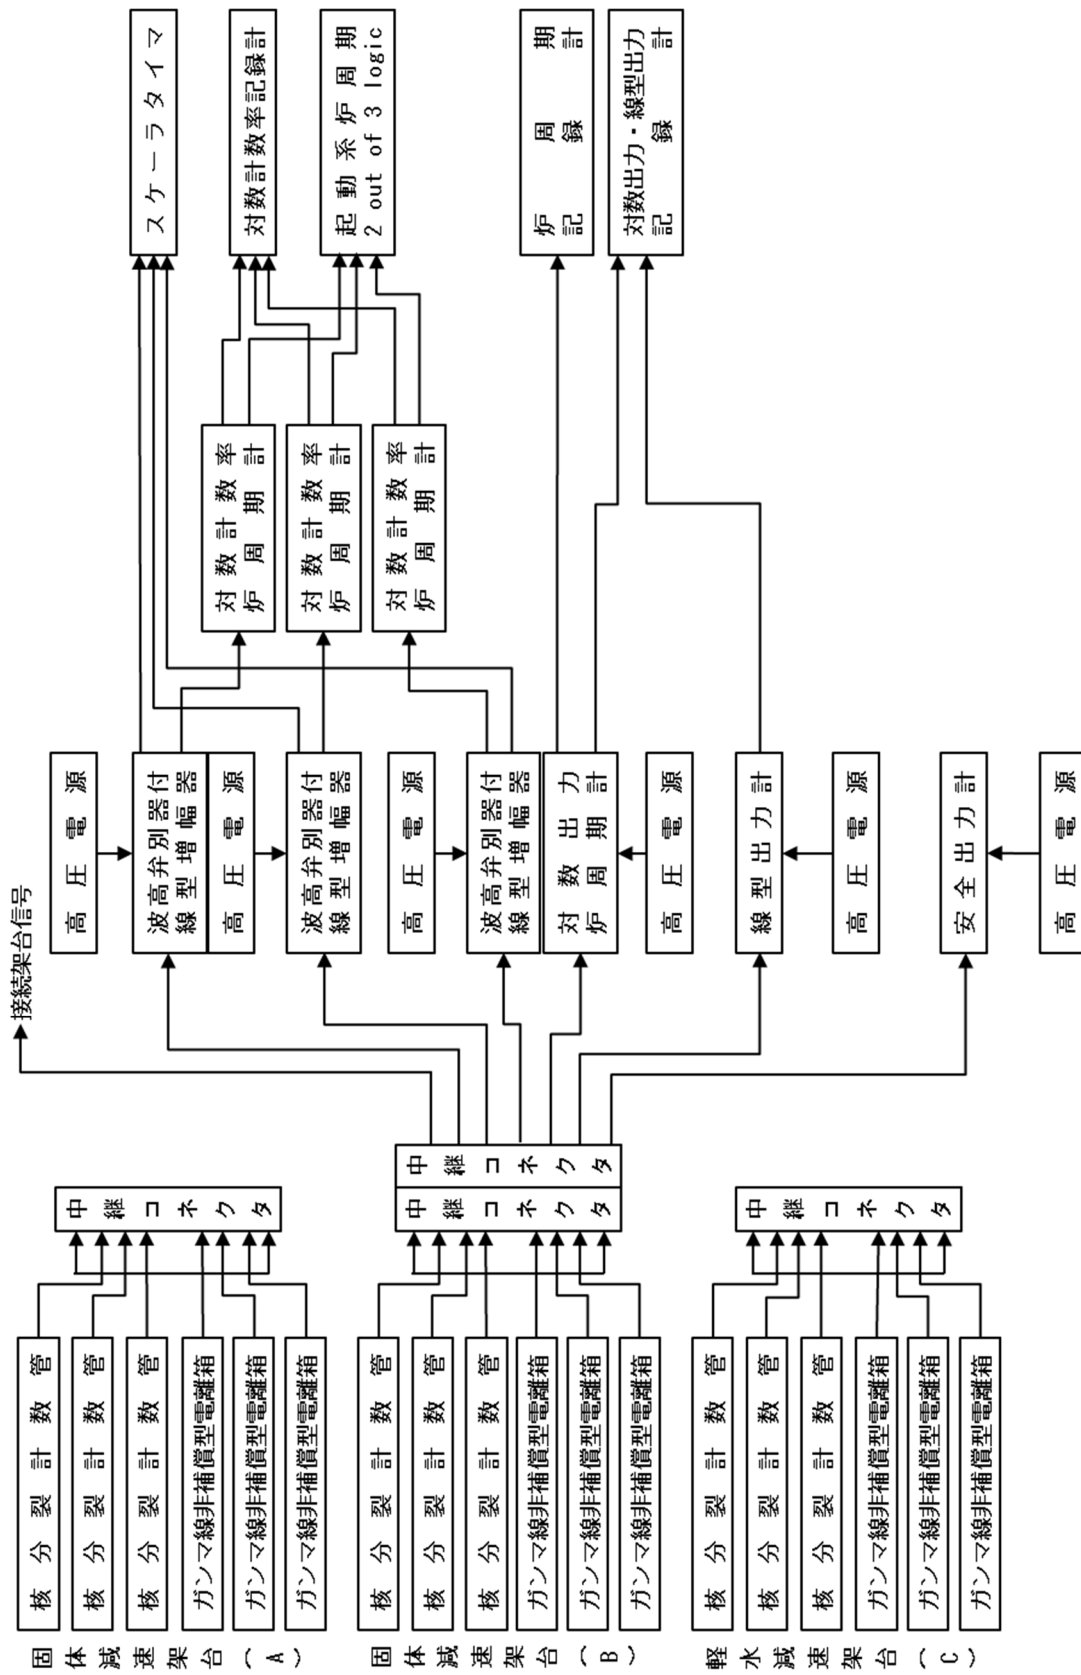 固体減速架台(A)
核分裂計数管
核分裂計数管
核分裂計数管
ガンマ線非補償型電離箱
ガンマ線非補償型電離箱
ガンマ線非補償型電離箱
中継コネクタ
固体減速架台(B)
核分裂計数管
核分裂計数管
核分裂計数管
ガンマ線非補償型電離箱
ガンマ線非補償型電離箱
ガンマ線非補償型電離箱
中継コネクタ
中継コネクタ
軽水減速架台(C)
核分裂計数管
核分裂計数管
核分裂計数管
ガンマ線非補償型電離箱
ガンマ線非補償型電離箱
ガンマ線非補償型電離箱
中継コネクタ
接続架台信号
高圧電源
波高弁別器付
線型増幅器
高圧電源
波高弁別器付
線型増幅器
高圧電源
波高弁別器付
線型増幅器
対数出力
炉周期計
高圧電源
線型出力計
高圧電源
安全出力計
高圧電源
対数計数率
炉周期計
対数計数率
炉周期計
対数計数率
炉周期計
スケーラタイマ
対数計数率記録計
起動系炉周期
2 out of 3 logic
炉周期
記録計
対数出力・線型出力
記録計